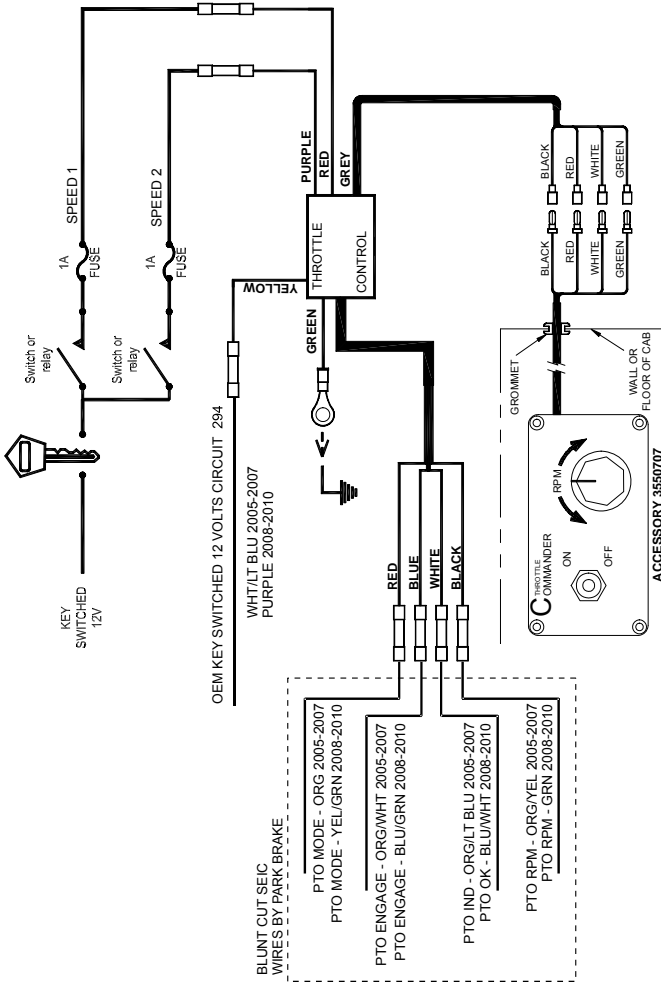 KEY
SWITCHED
12V
Switch or
relay
1A
FUSE
SPEED 1
Switch or
relay
1A
FUSE
SPEED 2
OEM KEY SWITCHED 12 VOLTS CIRCUIT 294
WHT/LT BLU 2005-2007
PURPLE 2008-2010
YELLOW
PURPLE
RED
GREY
GREEN
THROTTLE
CONTROL
BLUNT CUT SEIC
WIRES BY PARK BRAKE
PTO MODE - ORG 2005-2007
PTO MODE - YEL/GRN 2008-2010
PTO ENGAGE - ORG/WHT 2005-2007
PTO ENGAGE - BLU/GRN 2008-2010
PTO IND - ORG/LT BLU 2005-2007
PTO OK - BLU/WHT 2008-2010
PTO RPM - ORG/YEL 2005-2007
PTO RPM - GRN 2008-2010
RED
BLUE
WHITE
BLACK
BLACK
RED
WHITE
GREEN
BLACK
RED
WHITE
GREEN
GROMMET
WALL OR
FLOOR OF CAB
THROTTLE
COMMANDER
ON
OFF
RPM
ACCESSORY 3550707